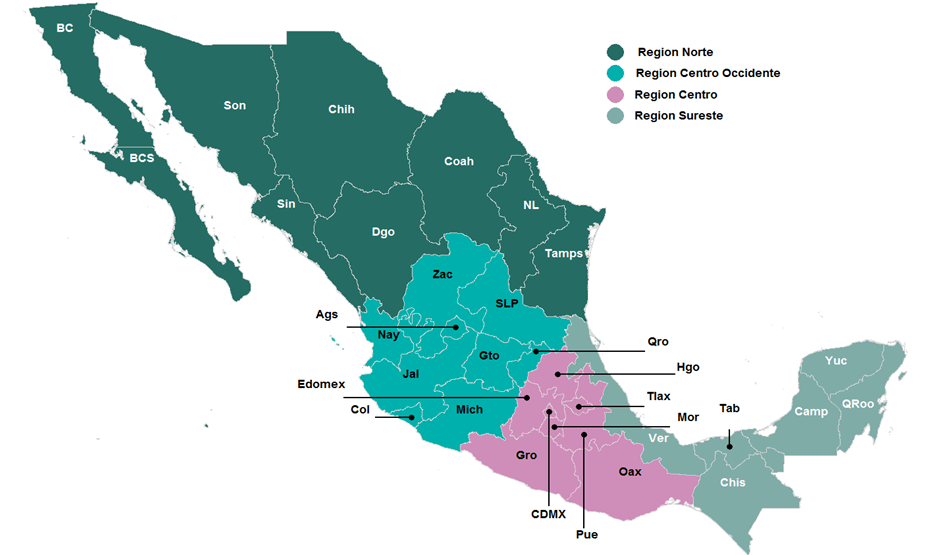 BC
Region Norte
Region Centro Occidente
Region Centro
Region Sureste
Son
Chih
BCS
Coah
Sin
NL
Dgo
Tamps
Zac
SLP
Ags
Nay
Qro
Gto
Yuc
Hgo
Jal
Edomex
Tlax
QRoo
Col
Mich
Mor
Tab
Camp
Ver
Gro
Oax
Chis
CDMX
Pue